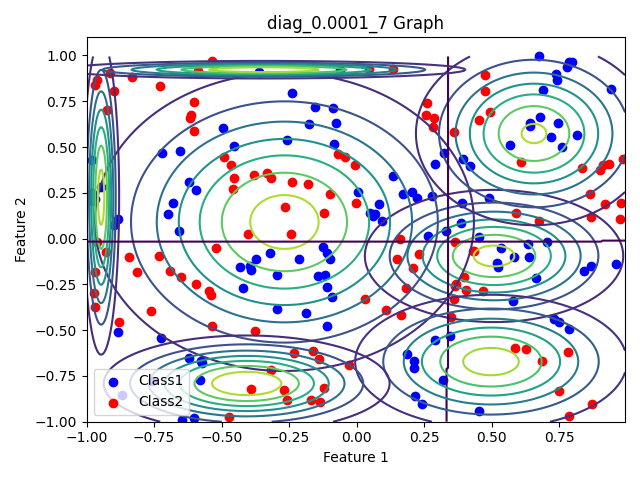 diag_0.0001_7 Graph
1.00
0.75
0.50
0.25
0.00
−0.25
−0.50
−0.75
−1.00
Feature 2
Class1
Class2
−1.00 −0.75 −0.50 −0.25 0.00 0.25 0.50 0.75
Feature 1